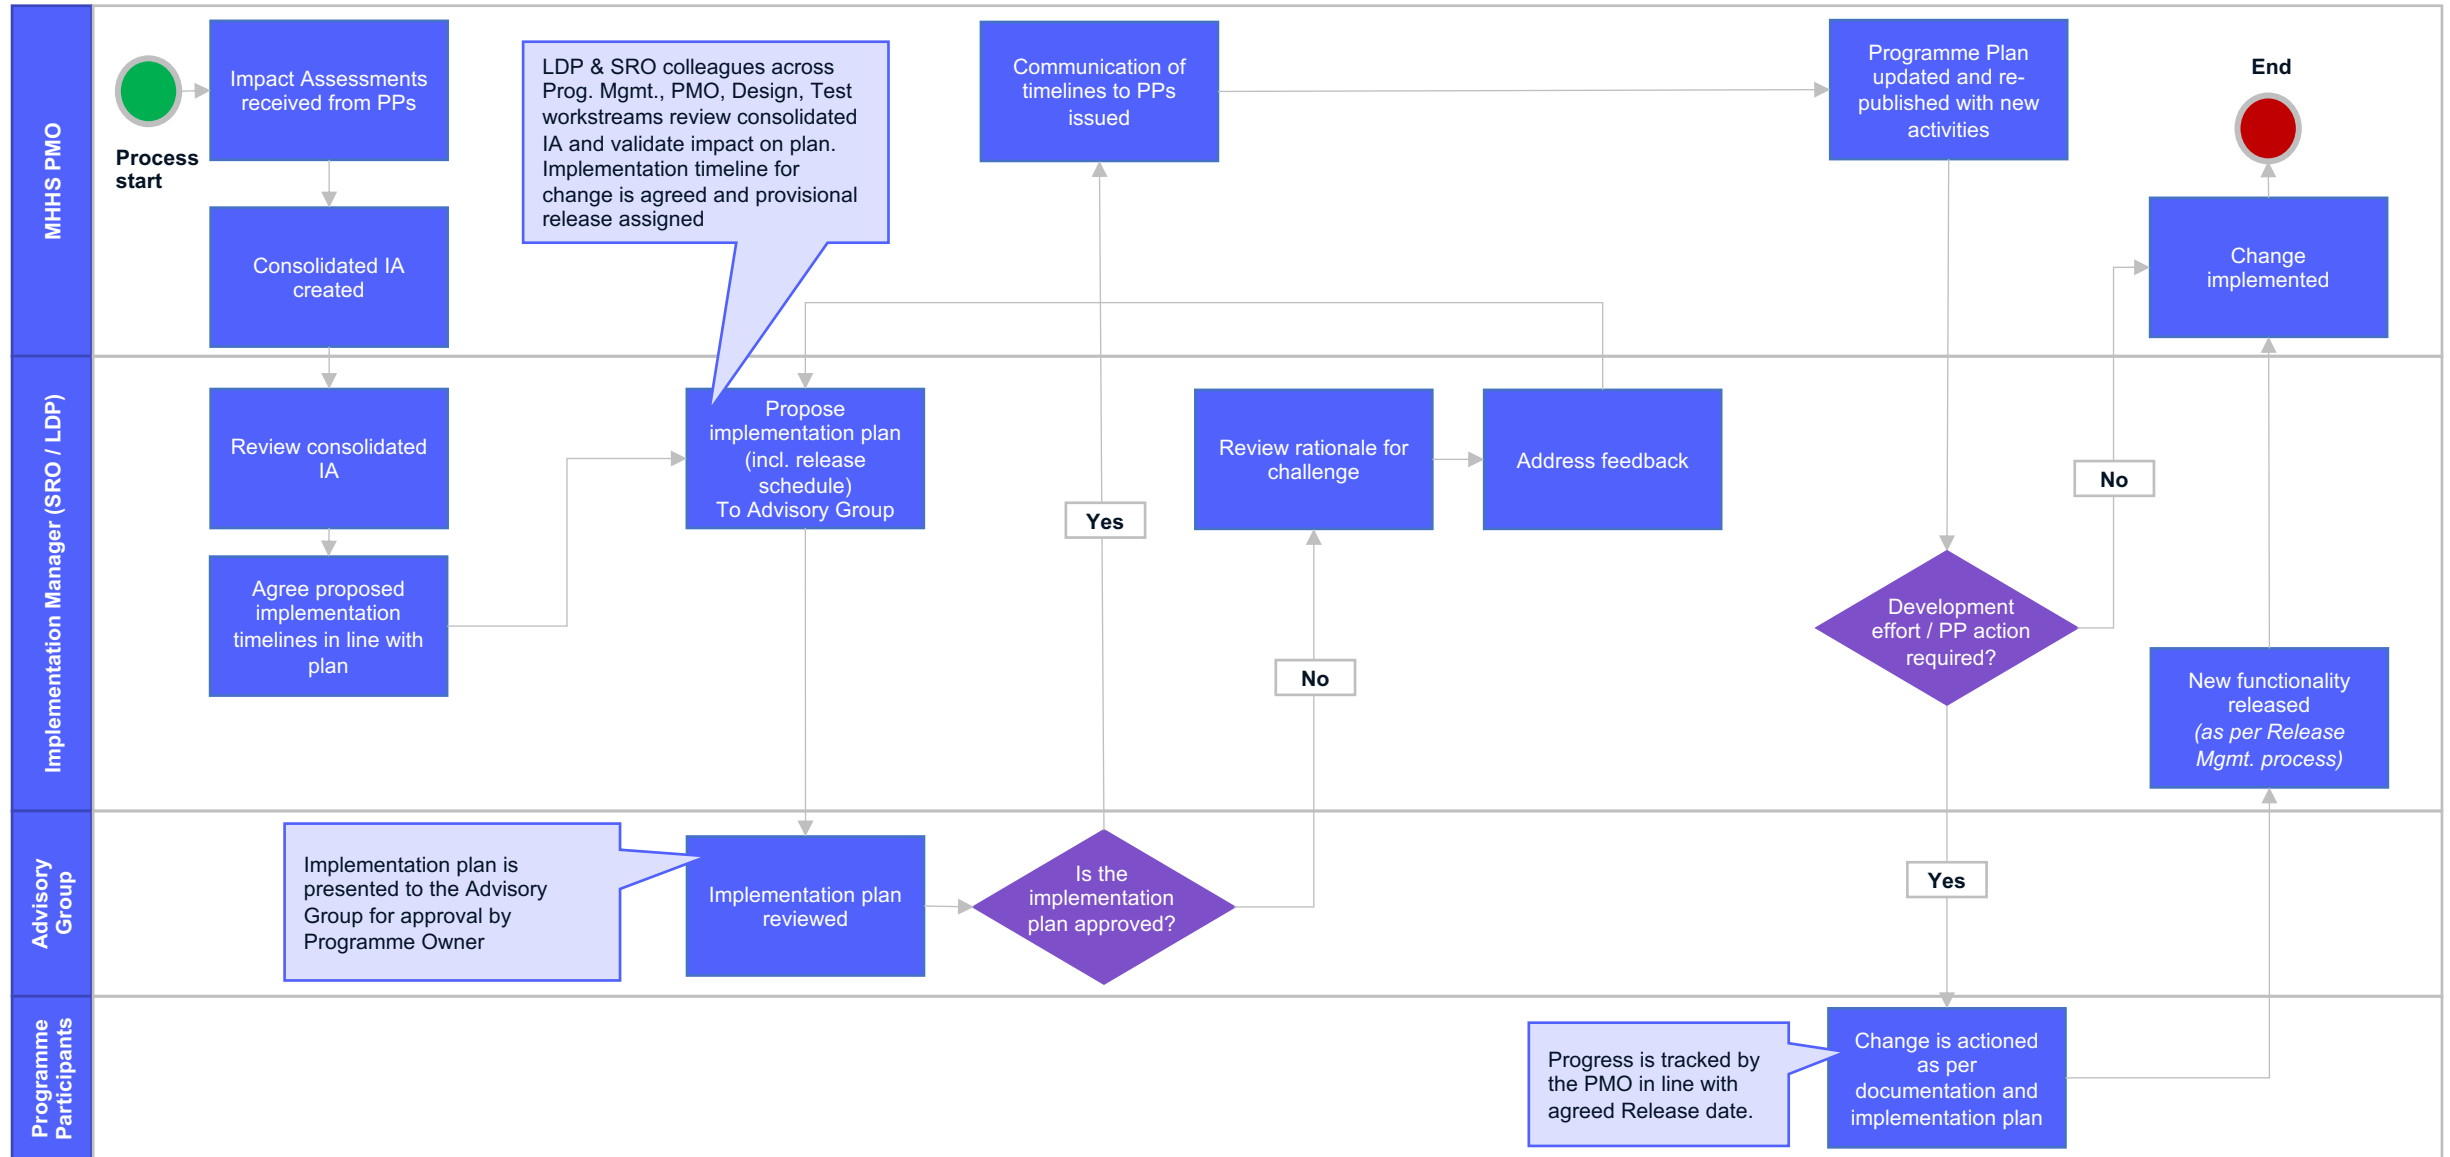 MHHS PMO
Process
start
Impact Assessments
received from PPs
Consolidated IA
created
LDP & SRO colleagues across
Prog. Mgmt., PMO, Design, Test
workstreams review consolidated
IA and validate impact on plan.
Implementation timeline for
change is agreed and provisional
release assigned
Communication of
timelines to PPs
issued
Programme Plan
updated and re-
published with new
activities
End
Change
implemented
Implementation Manager (SRO / LDP)
Review consolidated
IA
Agree proposed
implementation
timelines in line with
plan
Propose
implementation plan
(incl. release
schedule)
To Advisory Group
Yes
Review rationale for
challenge
Address feedback
No
Development
effort / PP action
required?
No
New functionality
released
(as per Release
Mgmt. process)
Advisory
Group
Implementation plan is
presented to the Advisory
Group for approval by
Programme Owner
Implementation plan
reviewed
Is the
implementation
plan approved?
Yes
Programme
Participants
Progress is tracked by
the PMO in line with
agreed Release date.
Change is actioned
as per
documentation and
implementation plan